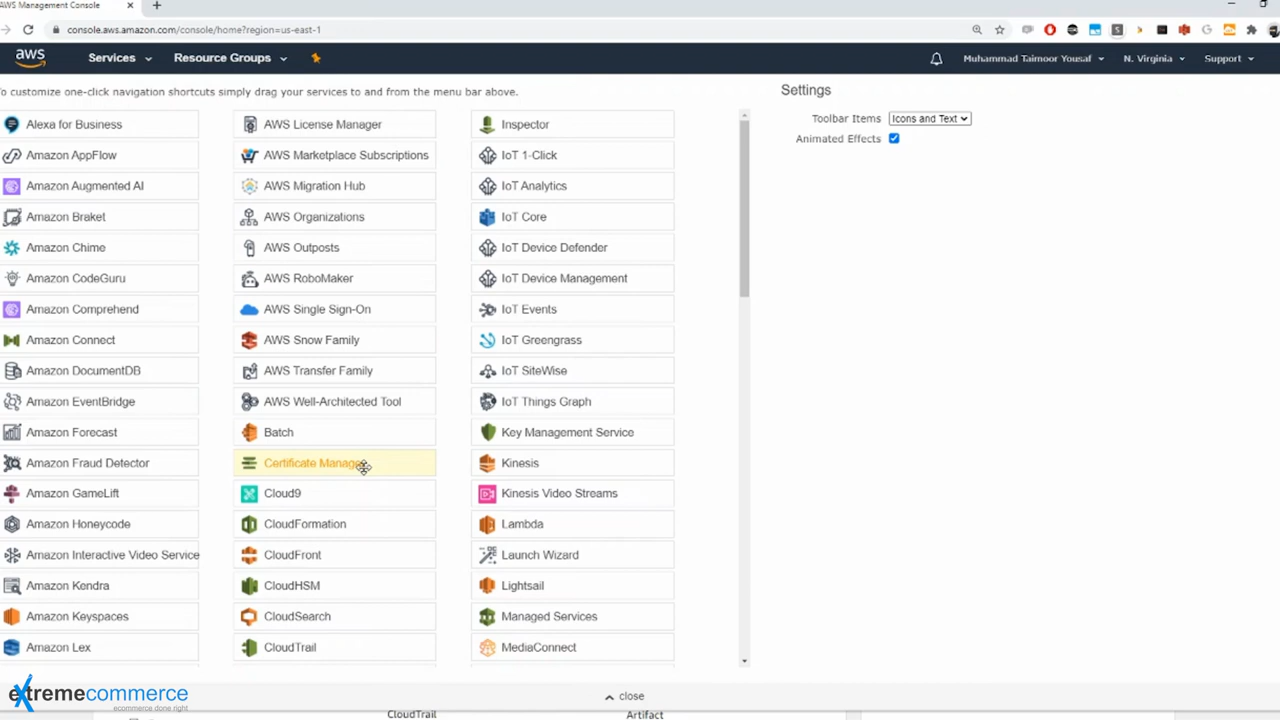 AWS Management Console
console.aws.amazon.com/console/home?region=us-east-1
aws
Services
Resource Groups
Muhammad Taimoor Yousaf
N. Virginia
Support
To customize one-click navigation shortcuts simply drag your services to and from the menu bar above.
Alexa for Business
Amazon AppFlow
Amazon Augmented AI
Amazon Braket
Amazon Chime
Amazon CodeGuru
Amazon Comprehend
Amazon Connect
Amazon DocumentDB
Amazon EventBridge
Amazon Forecast
Amazon Fraud Detector
Amazon GameLift
Amazon Honeycode
Amazon Interactive Video Service
Amazon Kendra
Amazon Keyspaces
Amazon Lex
AWS License Manager
AWS Marketplace Subscriptions
AWS Migration Hub
AWS Organizations
AWS Outposts
AWS RoboMaker
AWS Single Sign-On
AWS Snow Family
AWS Transfer Family
AWS Well-Architected Tool
Batch
Certificate Manager
Cloud9
CloudFormation
CloudFront
CloudHSM
CloudSearch
CloudTrail
Inspector
IoT 1-Click
IoT Analytics
IoT Core
IoT Device Defender
IoT Device Management
IoT Events
IoT Greengrass
IoT SiteWise
IoT Things Graph
Key Management Service
Kinesis
Kinesis Video Streams
Lambda
Launch Wizard
Lightsail
Managed Services
MediaConnect
Settings
Toolbar Items
Icons and Text
Animated Effects
close
CloudTrail
Artifact
extremecommerce
ecommerce done right